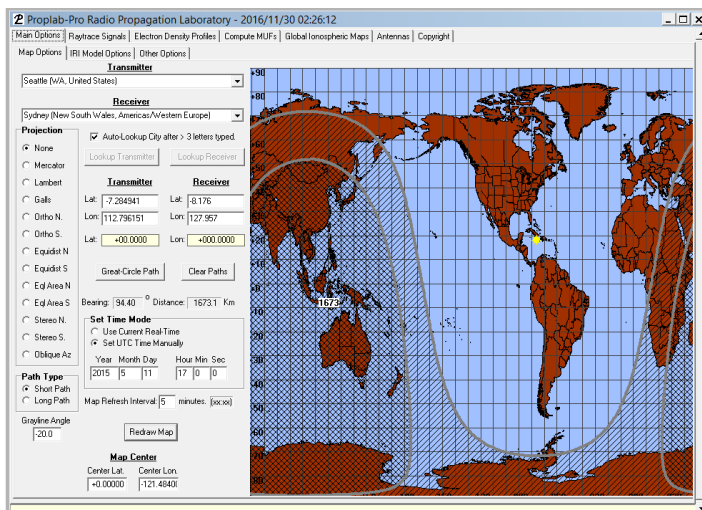 Proplab-Pro Radio Propagation Laboratory - 2016/11/30 02:26:12
Main Options Raytrace Signals Electron Density Profiles Compute MUFs Global Ionospheric Maps Antennas Copyright
Map Options IRI Model Options Other Options
Transmitter
Seattle (WA, United States)
Receiver
Sydney (New South Wales, Americas/Western Europe)
Projection
None
Mercator
Lambert
Galls
Ortho N.
Ortho S.
Equidist N
Equidist S
Eql Area N
Eql Area S
Stereo N.
Stereo S.
Oblique Az
Auto-Lookup City after > 3 letters typed.
Lookup Transmitter Lookup Receiver
Transmitter Receiver
Lat: -7.284941 Lat: -8.176
Lon: 112.796151 Lon: 127.957
Lat: +00.0000 Lon: +000.0000
Great-Circle Path Clear Paths
Bearing: 94.40 ° Distance: 1673.1 Km
Set Time Mode
Use Current Real-Time
Set UTC Time Manually
Year Month Day Hour Min Sec
2015 5 11 17 0 0
Path Type
Short Path
Long Path
Map Refresh Interval: 5 minutes. (xx:xx)
Grayline Angle
-20.0
Redraw Map
Map Center
Center Lat. Center Lon.
+0.00000 -121.4840
+90
+80
+70
+60
+50
+40
+30
+20
+10
-0
-10
1673
-20
-30
-40
-50
-60
-70
-80